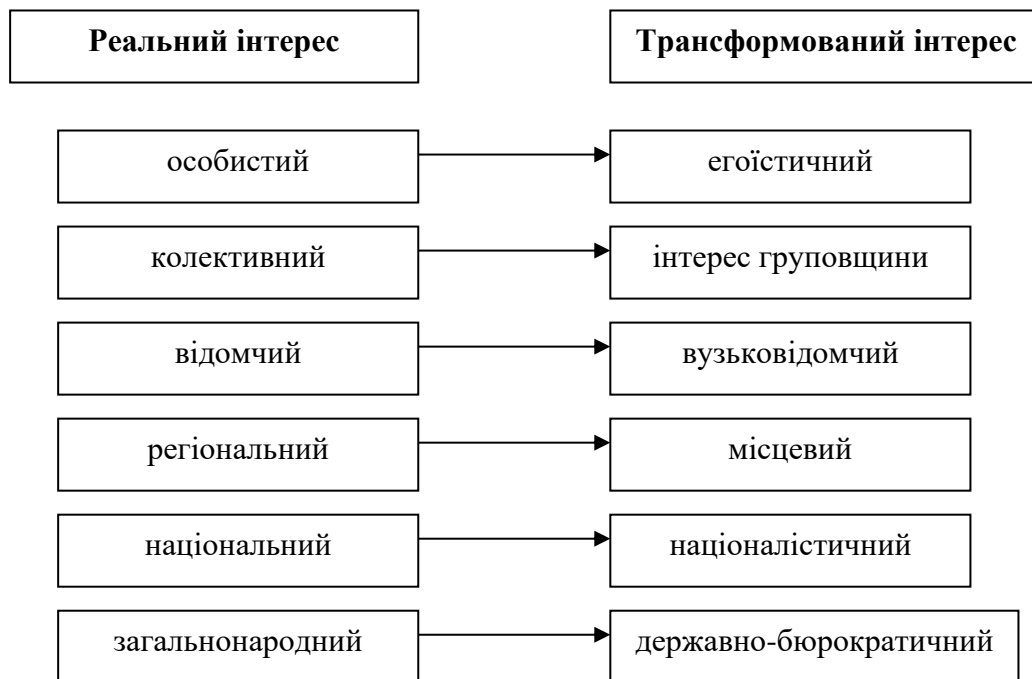 Реальний інтерес
Трансформований інтерес
особистий
егоїстичний
колективний
інтерес груповщини
відомчий
вузьковідомчий
регіональний
місцевий
національний
націоналістичний
загальнонародний
державно-бюрократичний